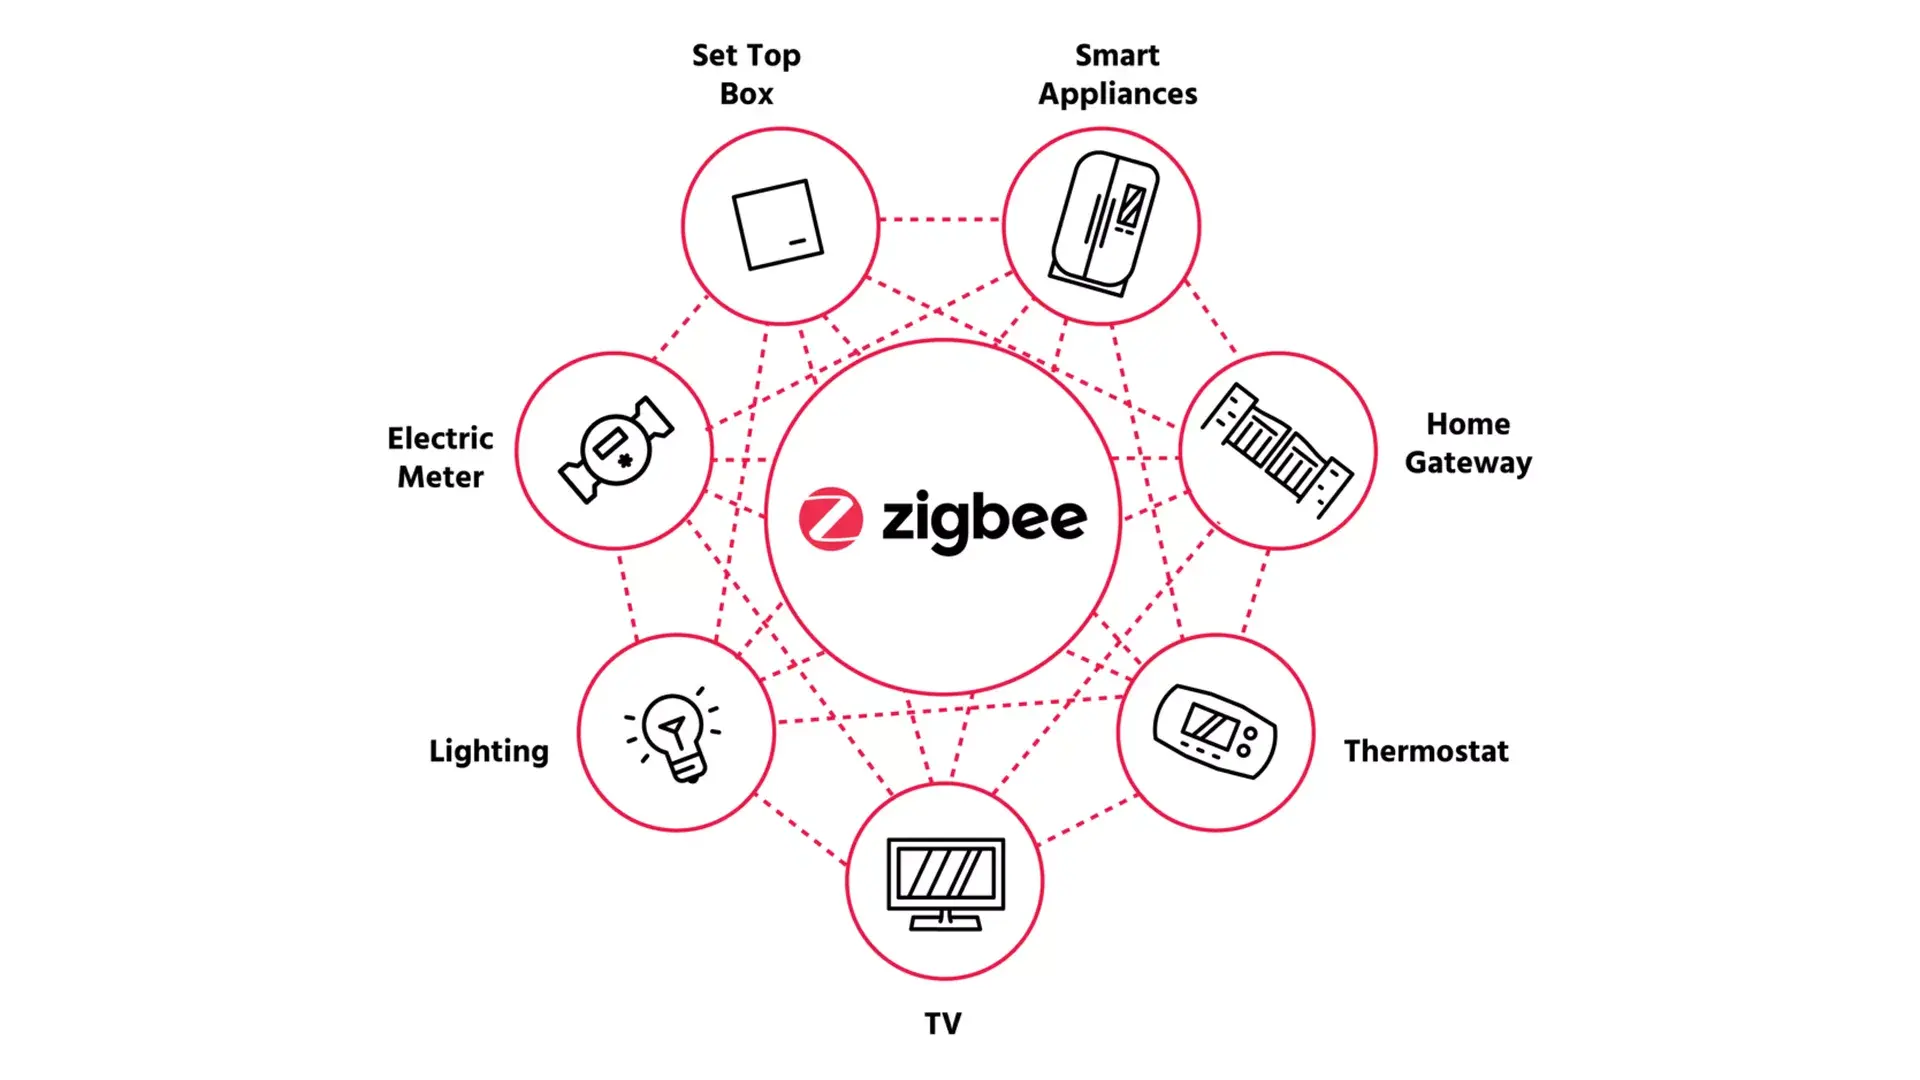 Set Top
Box
Smart
Appliances
Electric
Meter
Home
Gateway
zigbee
Lighting
Thermostat
TV